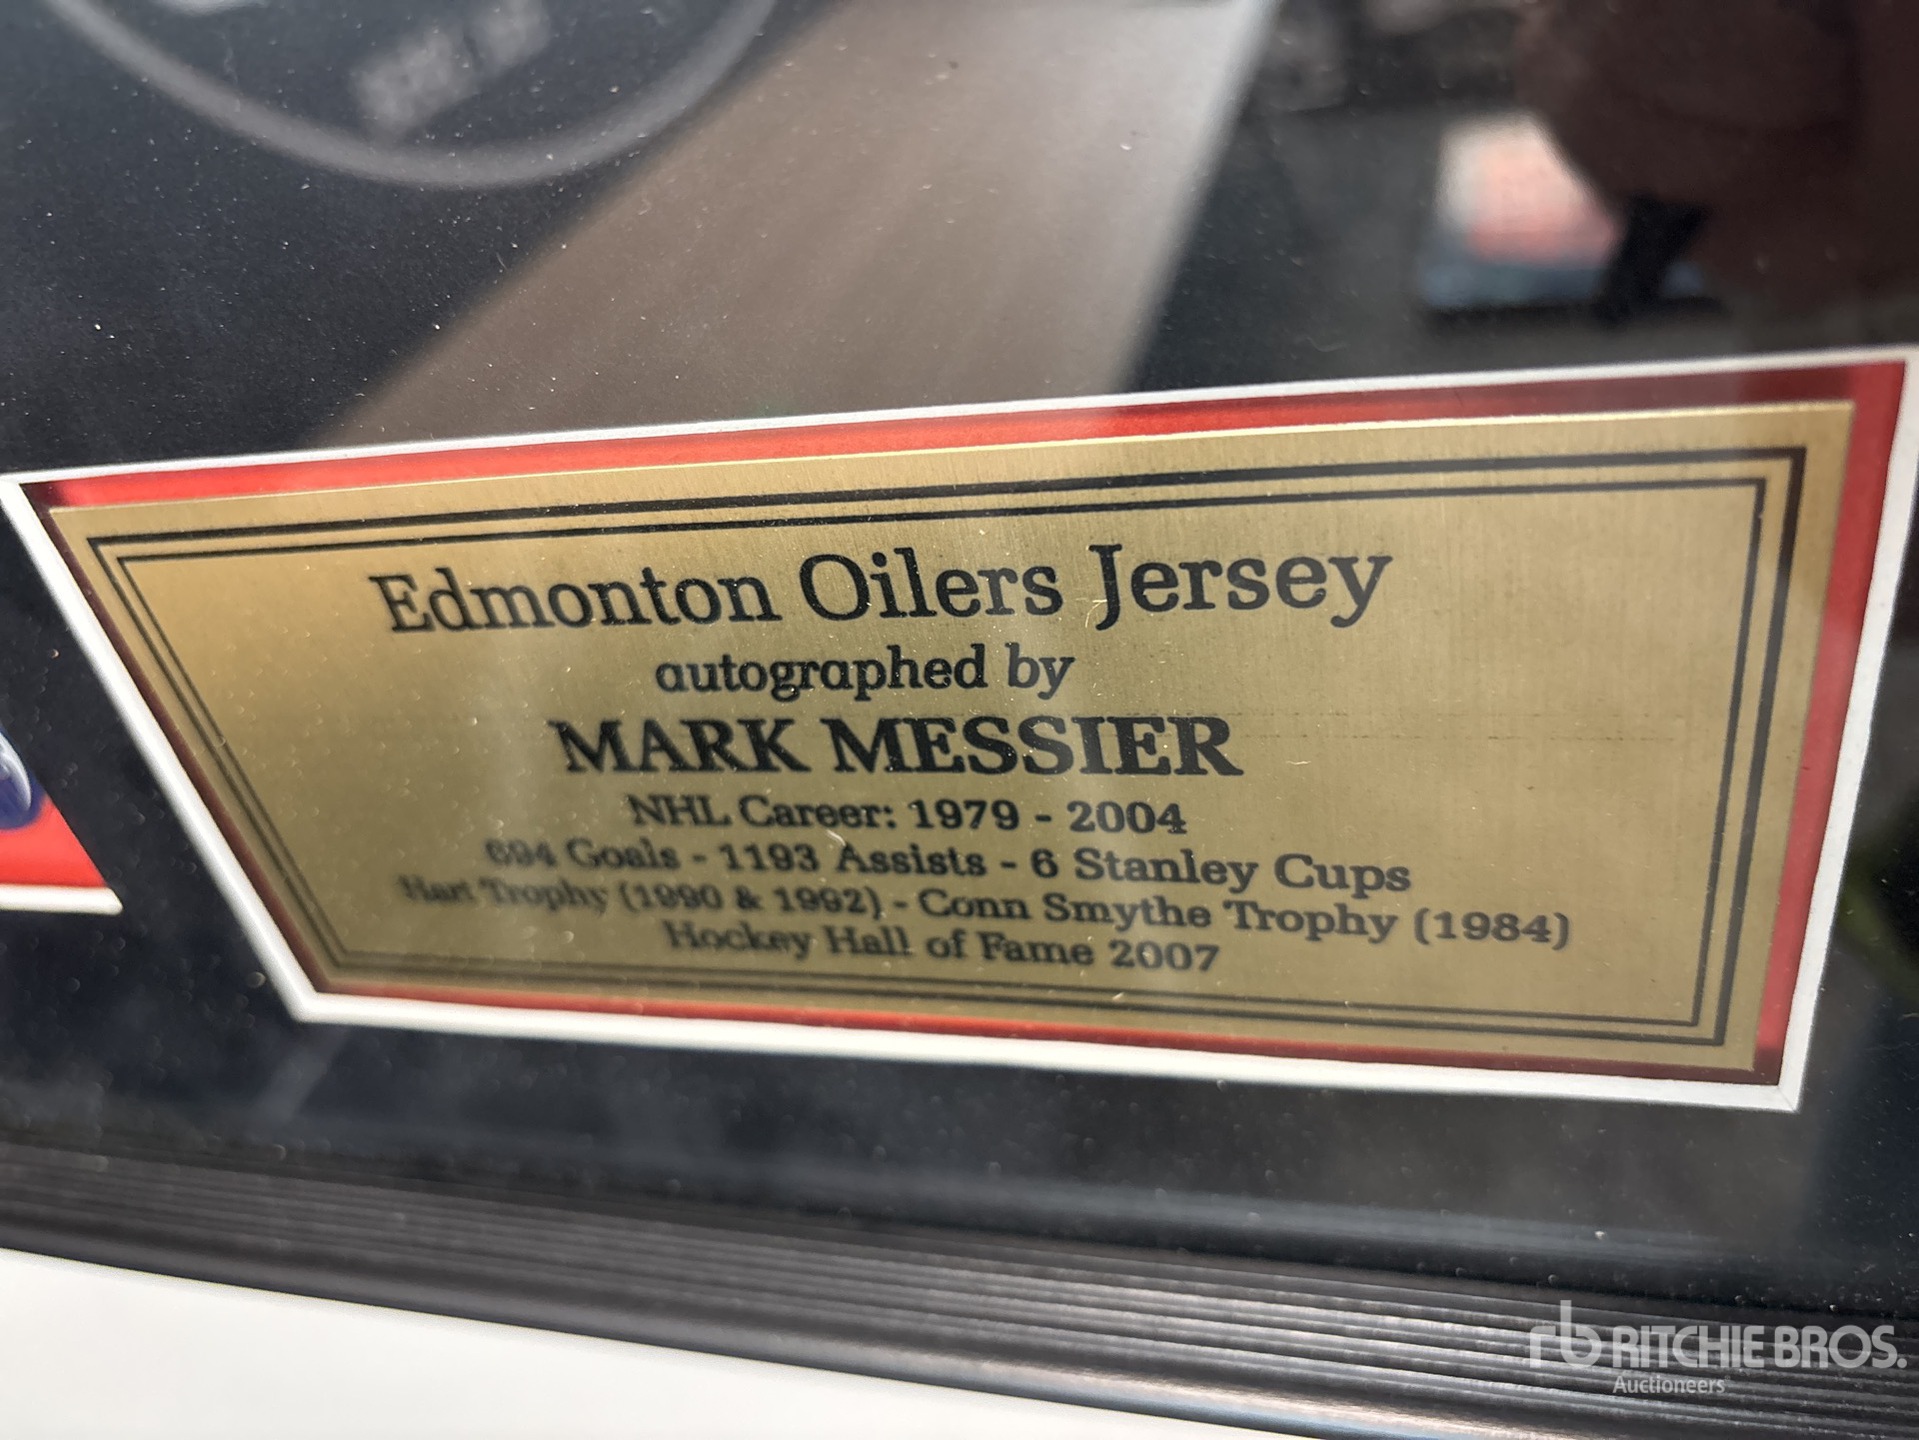 Edmonton Oilers Jersey
autographed by
MARK MESSIER
NHL Career: 1979 - 2004
694 Goals - 1193 Assists - 6 Stanley Cups
Hart Trophy (1990 & 1992) - Conn Smythe Trophy (1984)
Hockey Hall of Fame 2007
rb RITCHIE BROS.
Auctioneers